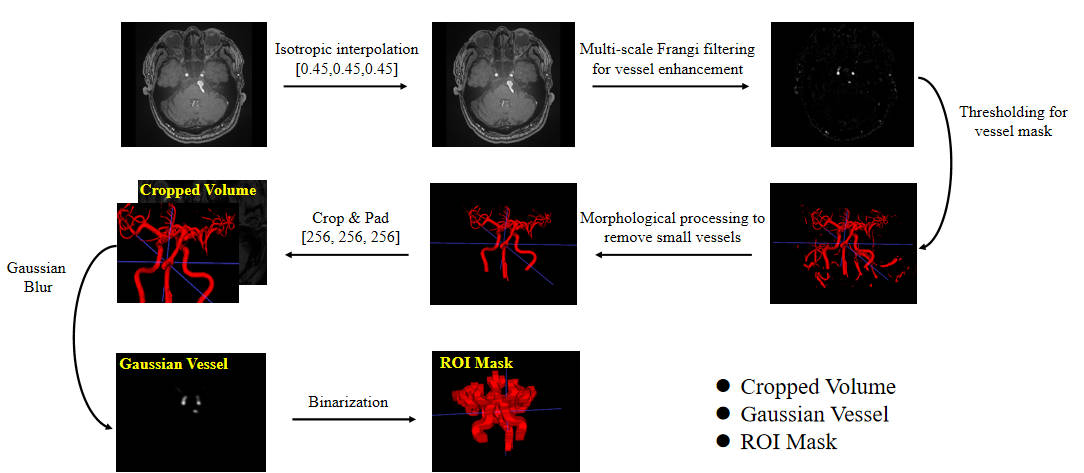 Isotropic interpolation
[0.45,0.45,0.45]
Multi-scale Frangi filtering
for vessel enhancement
Thresholding for
vessel mask
Morphological processing to
remove small vessels
Crop & Pad
[256, 256, 256]
Cropped Volume
Gaussian
Blur
Gaussian Vessel
Binarization
ROI Mask
● Cropped Volume
● Gaussian Vessel
● ROI Mask